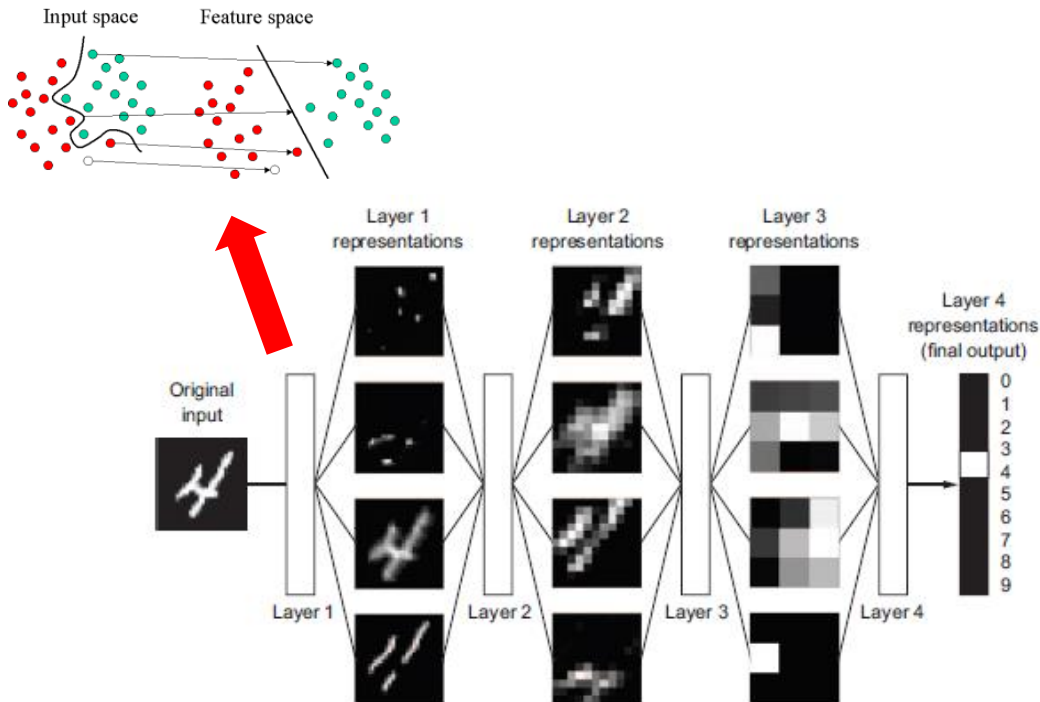 Input space
Feature space
Layer 1
representations
Layer 2
representations
Layer 3
representations
Layer 4
representations
(final output)
Original
input
0
1
2
3
4
5
6
7
8
9
Layer 1
Layer 2
Layer 3
Layer 4